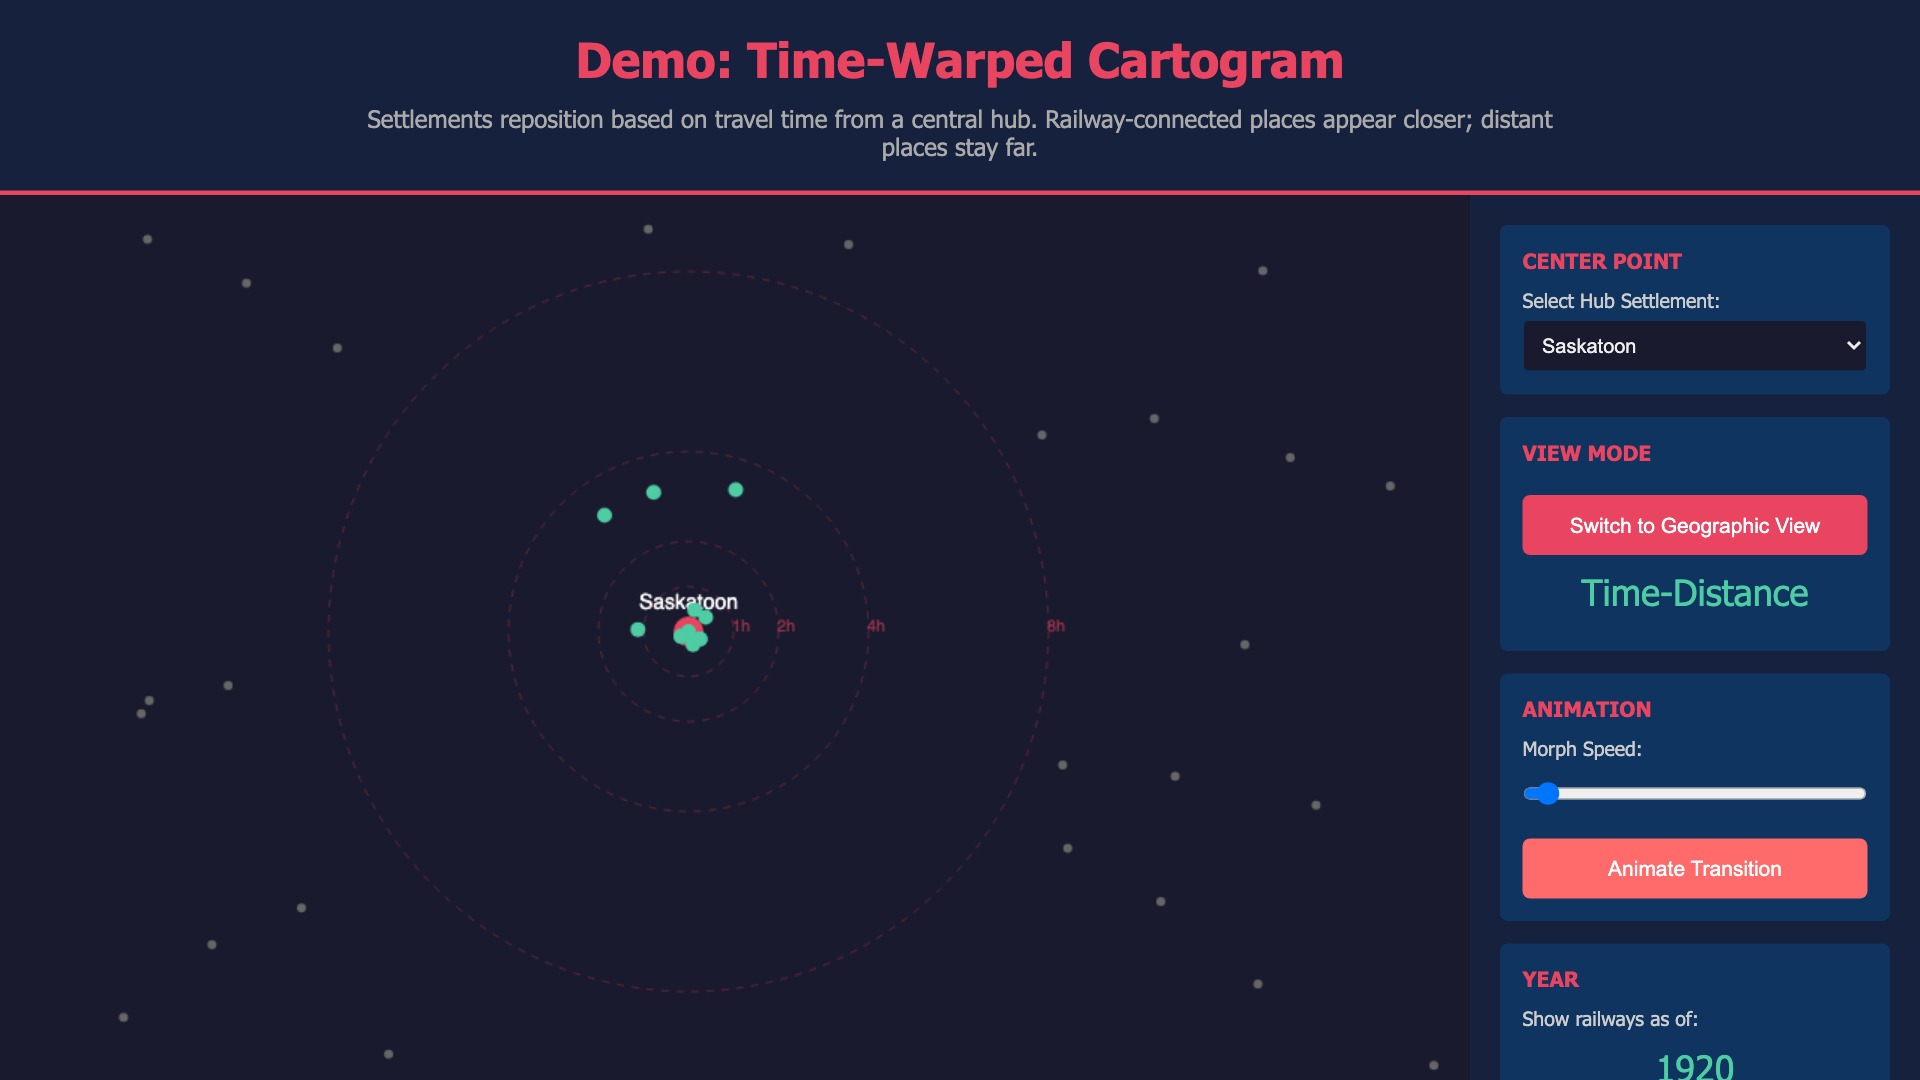 Demo: Time-Warped Cartogram
Settlements reposition based on travel time from a central hub. Railway-connected places appear closer; distant
places stay far.
Saskatoon
1h
2h
4h
8h
CENTER POINT
Select Hub Settlement:
Saskatoon
VIEW MODE
Switch to Geographic View
Time-Distance
ANIMATION
Morph Speed:
Animate Transition
YEAR
Show railways as of:
1920